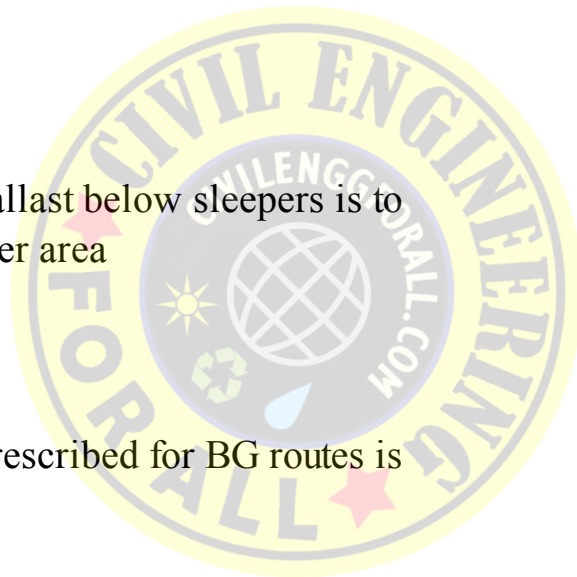 CIVIL ENGINEERING
CIVILENGGFORALL.COM
allast below sleepers is to
er area
rescribed for BG routes is
FOR ALL